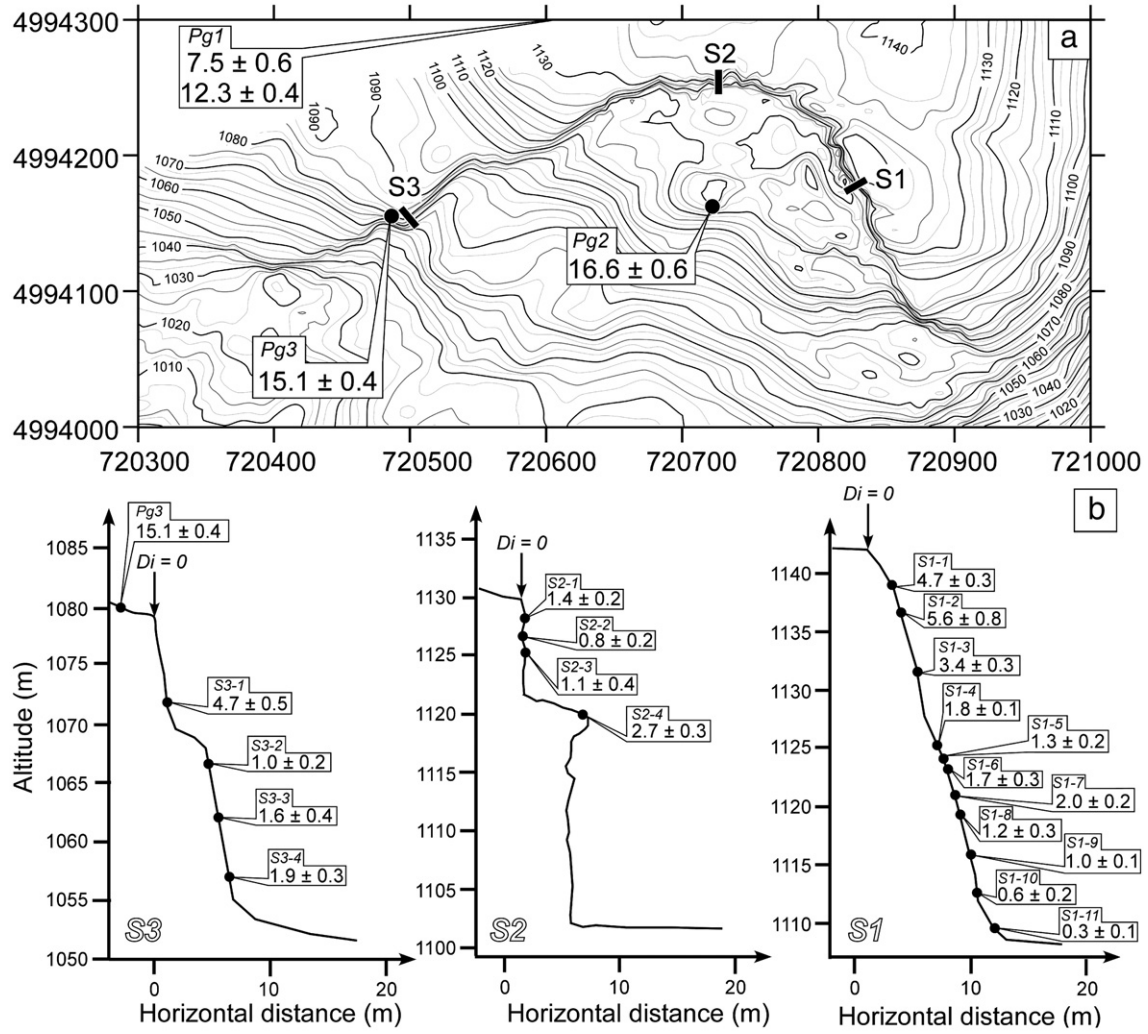 4994300
4994200
4994100
4994000
720300 720400 720500 720600 720700 720800 720900 721000
a
Pg1
7.5 ± 0.6
12.3 ± 0.4
S2
S1
S3
Pg2
16.6 ± 0.6
Pg3
15.1 ± 0.4
1090
1090
1080
1070
1060
1050
1040
1030
1020
1010
1100
1110
1120
1130
1140
1120
1110
1100
1090
1080
1070
1060
1050
1040
1030
1020
b
Altitude (m)
Pg3
15.1 ± 0.4
Di = 0
1085
1080
1075
1070
1065
1060
1055
1050
S3-1
4.7 ± 0.5
S3-2
1.0 ± 0.2
S3-3
1.6 ± 0.4
S3-4
1.9 ± 0.3
S3
0 10 20
Horizontal distance (m)
Di = 0
1135
1130
1125
1120
1115
1110
1105
1100
S2-1
1.4 ± 0.2
S2-2
0.8 ± 0.2
S2-3
1.1 ± 0.4
S2-4
2.7 ± 0.3
S2
0 10 20
Horizontal distance (m)
Di = 0
1140
1135
1130
1125
1120
1115
1110
S1-1
4.7 ± 0.3
S1-2
5.6 ± 0.8
S1-3
3.4 ± 0.3
S1-4
1.8 ± 0.1
S1-5
1.3 ± 0.2
S1-6
1.7 ± 0.3
S1-7
2.0 ± 0.2
S1-8
1.2 ± 0.3
S1-9
1.0 ± 0.1
S1-10
0.6 ± 0.2
S1-11
0.3 ± 0.1
S1
0 10 20
Horizontal distance (m)